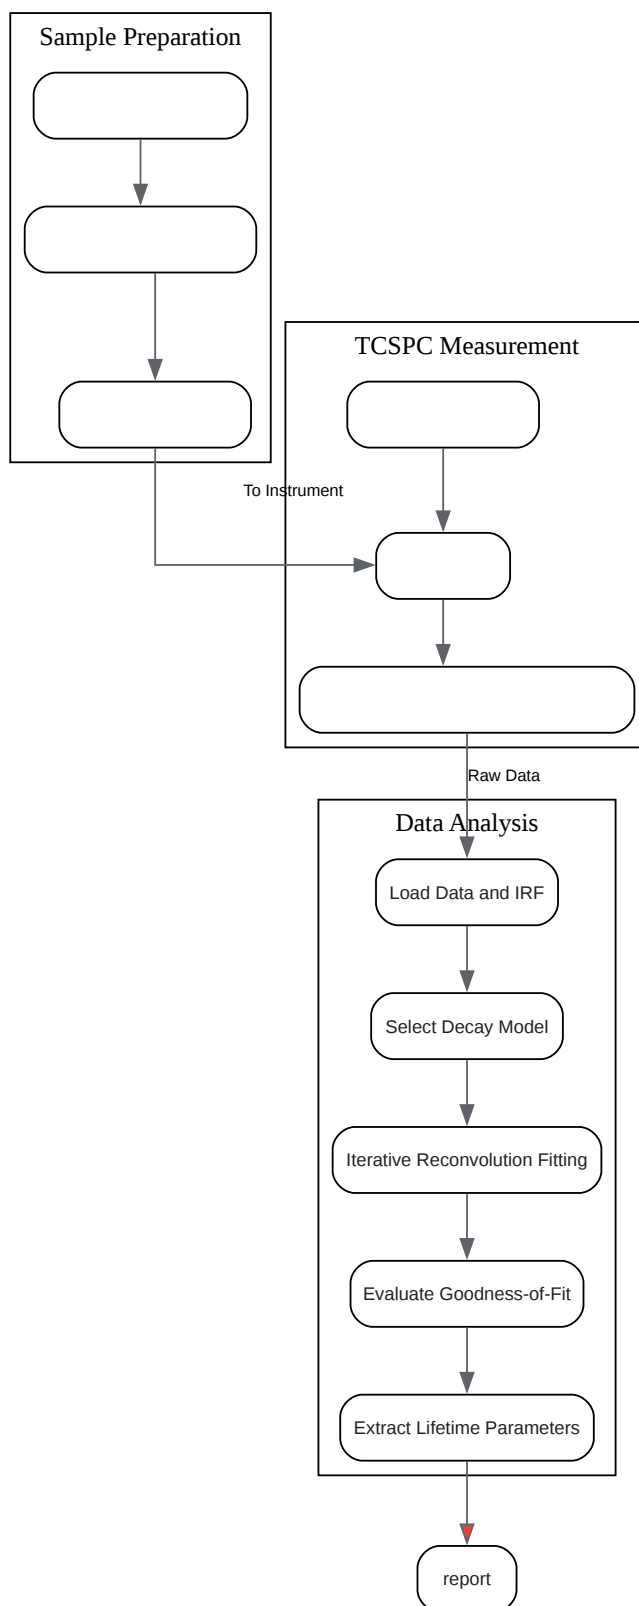 Sample Preparation
TCSPC Measurement
To Instrument
Raw Data
Data Analysis
Load Data and IRF
Select Decay Model
Iterative Reconvolution Fitting
Evaluate Goodness-of-Fit
Extract Lifetime Parameters
report